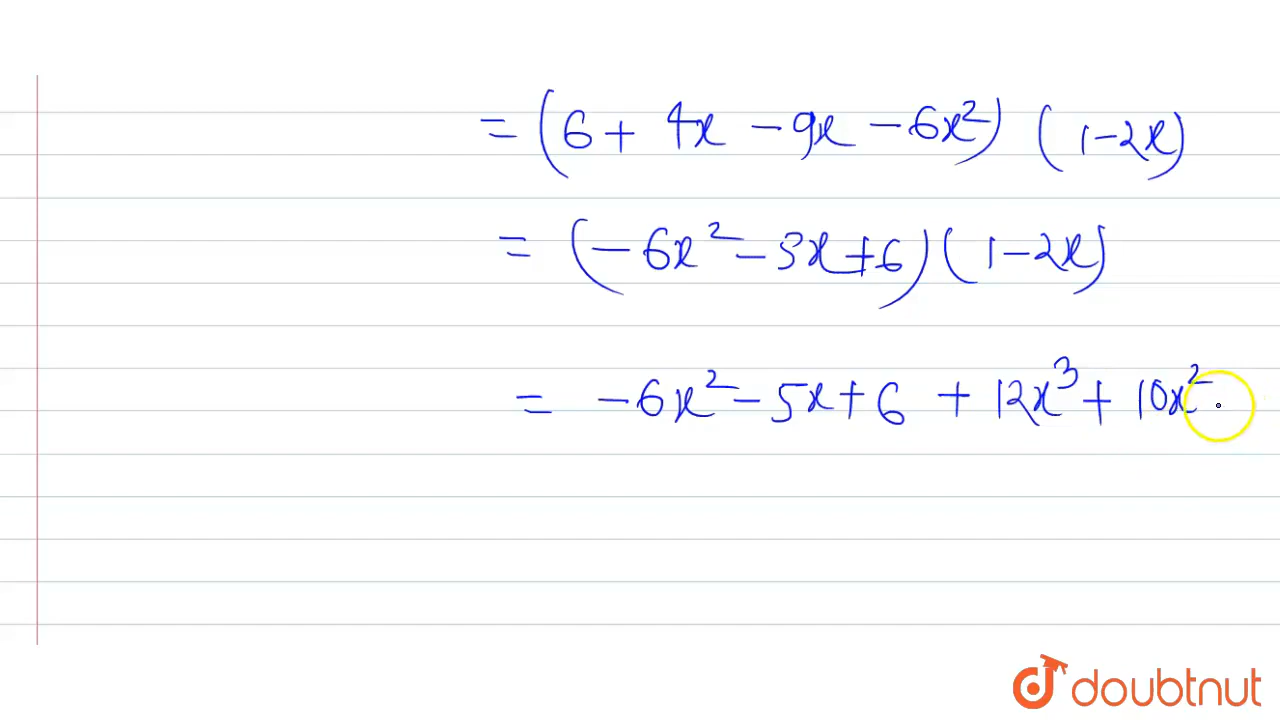 = (6 + 4x - 9x - 6x²) (1 - 2x)
= (- 6x² - 5x + 6) (1 - 2x)
= - 6x² - 5x + 6 + 12x³ + 10x²
doubtnut